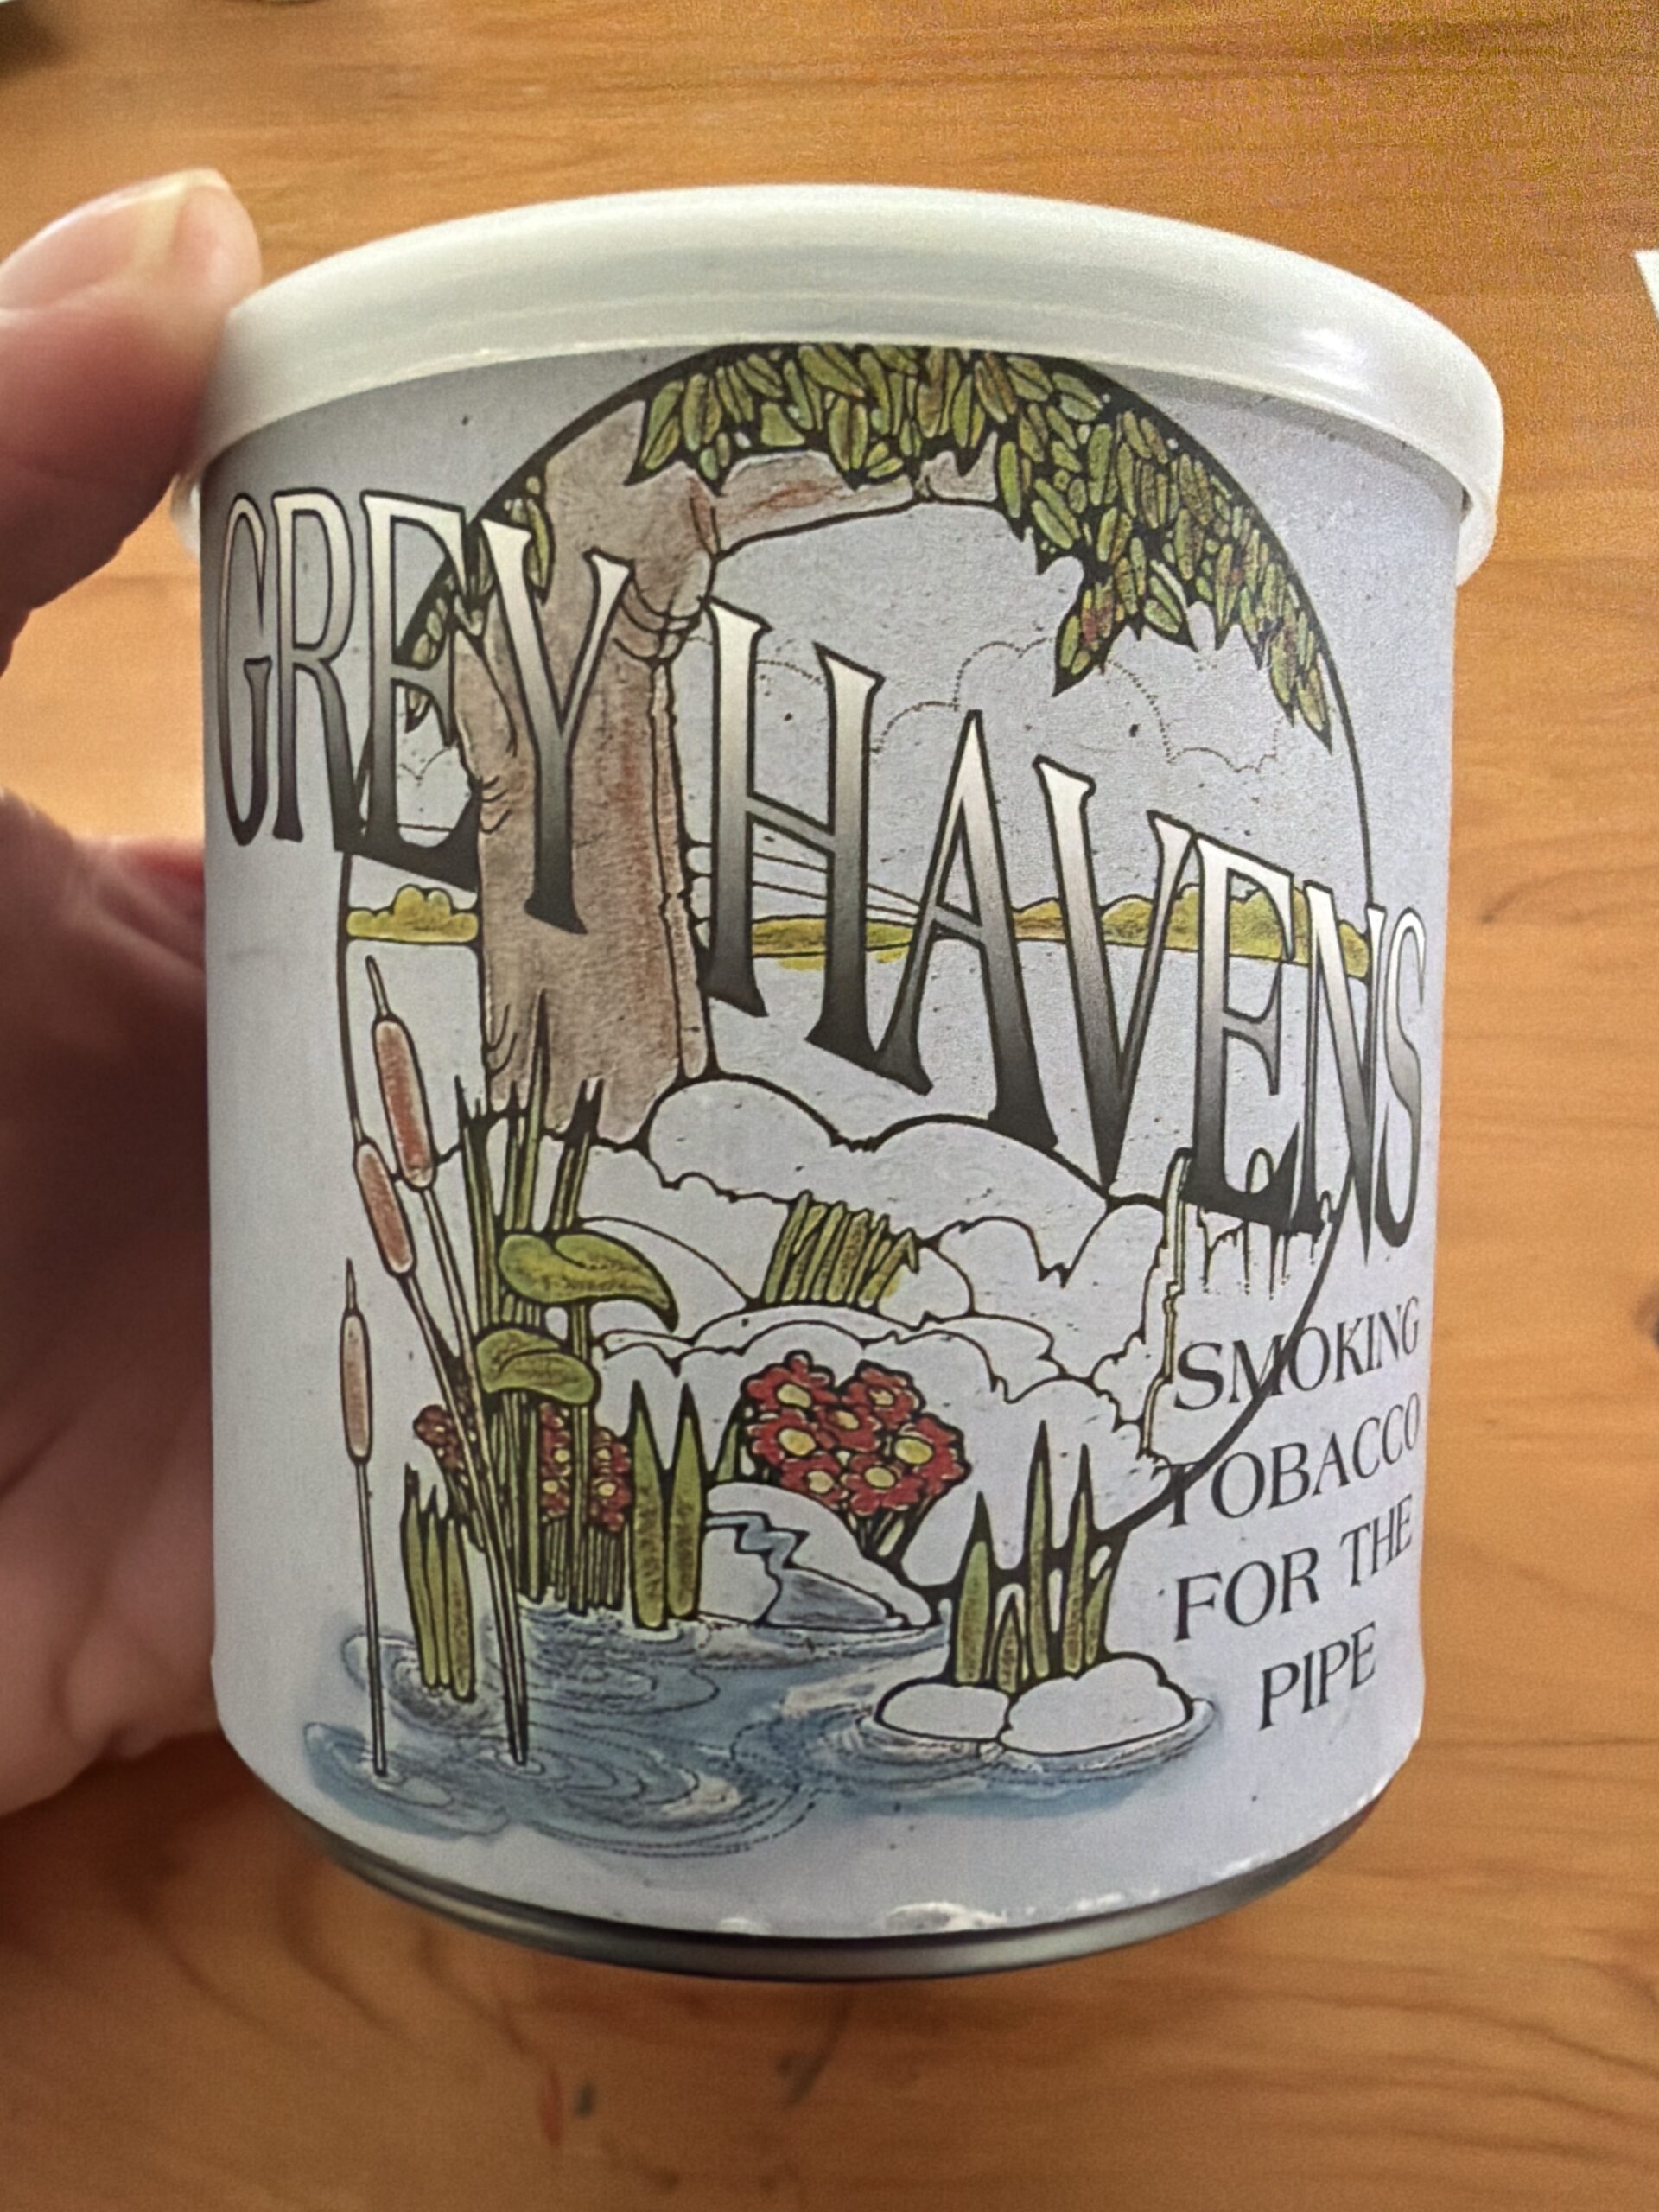 GREY HAVENS
SMOKING
TOBACCO
FOR THE
PIPE